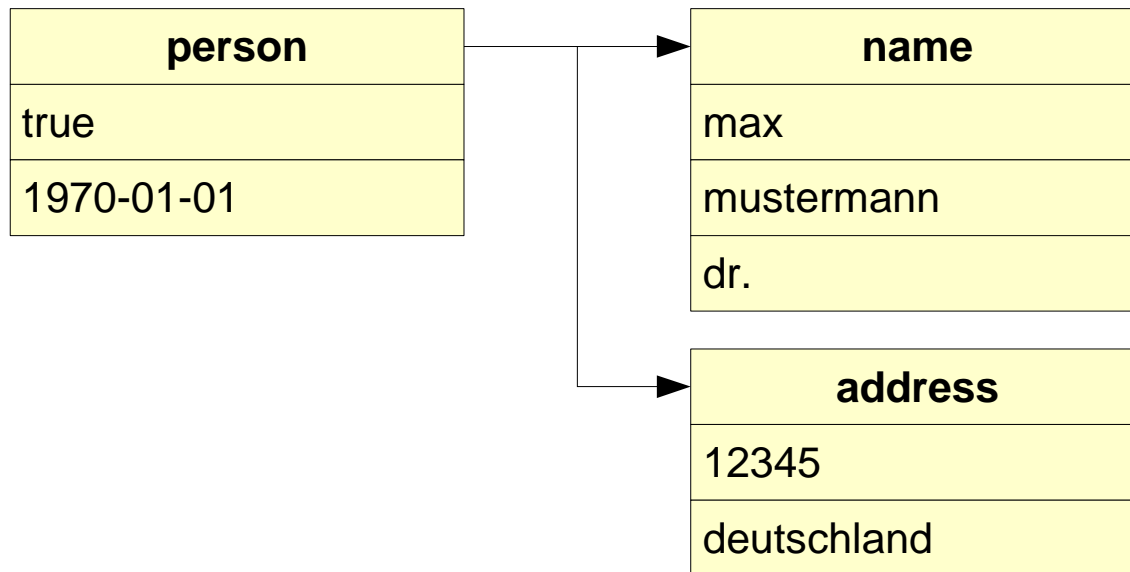 person
true
1970-01-01
name
max
mustermann
dr.
address
12345
deutschland